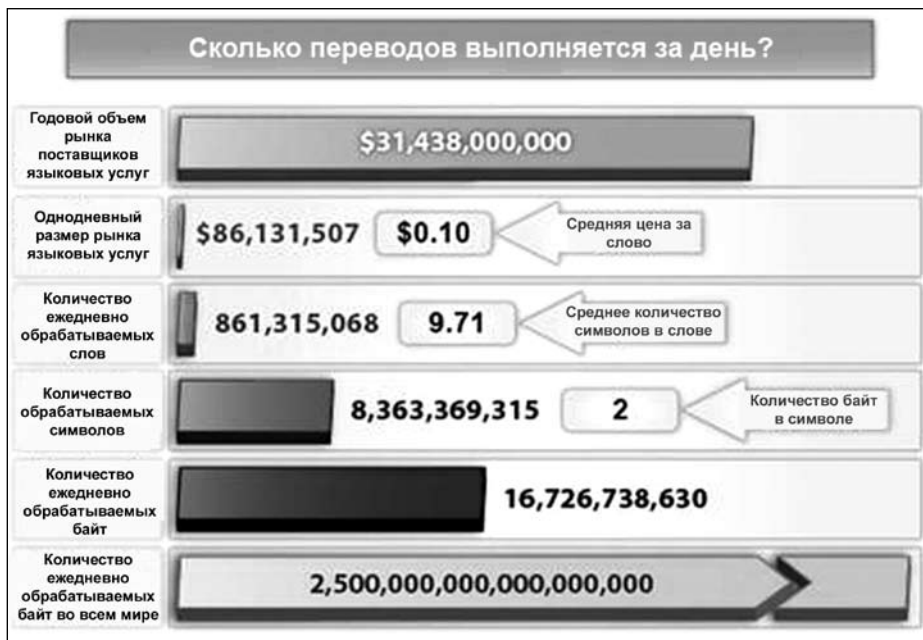 Сколько переводов выполняется за день?
Годовой объем
рынка
поставщиков
языковых услуг
$31,438,000,000
Однодневный
размер рынка
языковых услуг
$86,131,507
$0.10
Средняя цена за
слово
Количество
ежедневно
обрабатываемых
слов
861,315,068
9.71
Среднее количество
символов в слове
Количество
обрабатываемых
символов
8,363,369,315
2
Количество байт
в символе
Количество
ежедневно
обрабатываемых
байт
16,726,738,630
Количество
ежедневно
обрабатываемых
байт во всем мире
2,500,000,000,000,000,000